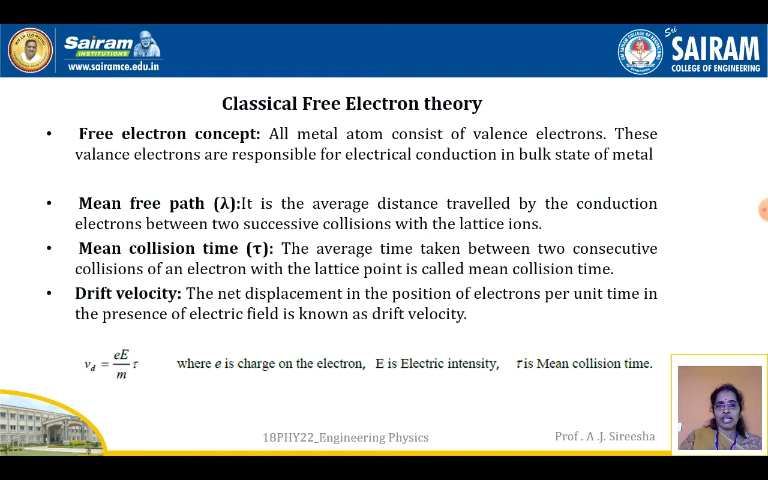 Sairam
INSTITUTIONS
www.sairamce.edu.in
Sri
SAIRAM
COLLEGE OF ENGINEERING
Classical Free Electron theory
• Free electron concept: All metal atom consist of valence electrons. These
valance electrons are responsible for electrical conduction in bulk state of metal
• Mean free path (λ):It is the average distance travelled by the conduction
electrons between two successive collisions with the lattice ions.
• Mean collision time (τ): The average time taken between two consecutive
collisions of an electron with the lattice point is called mean collision time.
• Drift velocity: The net displacement in the position of electrons per unit time in
the presence of electric field is known as drift velocity.
v_d = eE/m τ where e is charge on the electron, E is Electric intensity, τ is Mean collision time.
18PHY22_Engineering Physics
Prof . A .J. Sireesha